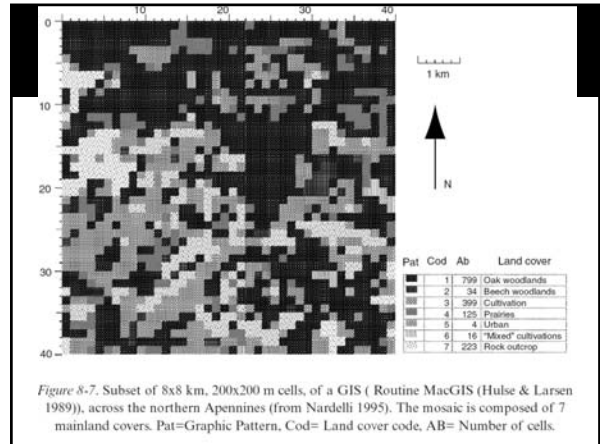 10 20 30 40
0
10
20
30
40
1 km
N
Pat Cod Ab Land cover
1 799 Oak woodlands
2 34 Beech woodlands
3 399 Cultivation
4 125 Prairies
5 4 Urban
6 16 "Mixed" cultivations
7 223 Rock outcrop
Figure 8-7. Subset of 8x8 km, 200x200 m cells, of a GIS ( Routine MacGIS (Hulse & Larsen
1989)), across the northern Apennines (from Nardelli 1995). The mosaic is composed of 7
mainland covers. Pat=Graphic Pattern, Cod= Land cover code, AB= Number of cells.